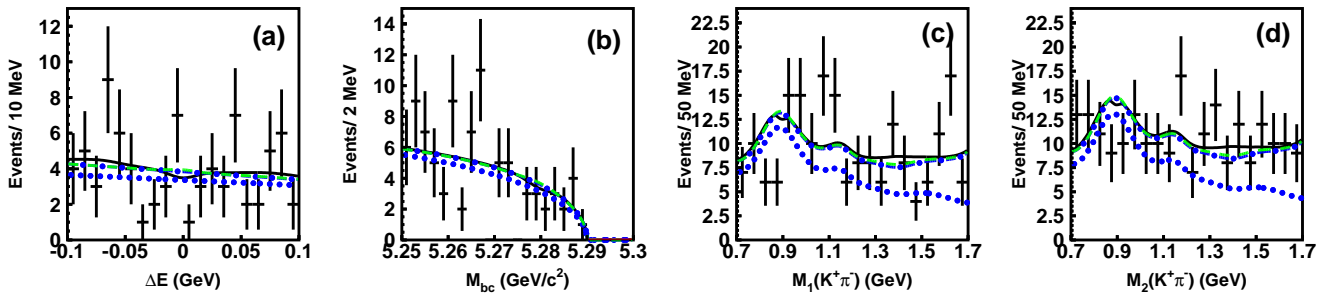 (a)
Events/ 10 MeV
12
10
8
6
4
2
0
-0.1 -0.05 0 0.05 0.1
ΔE (GeV)
(b)
Events/ 2 MeV
14
12
10
8
6
4
2
0
5.25 5.26 5.27 5.28 5.29 5.3
M_bc (GeV/c²)
(c)
Events/ 50 MeV
22.5
20
17.5
15
12.5
10
7.5
5
2.5
0
0.7 0.9 1.1 1.3 1.5 1.7
M₁(K⁺π⁻) (GeV)
(d)
Events/ 50 MeV
22.5
20
17.5
15
12.5
10
7.5
5
2.5
0
0.7 0.9 1.1 1.3 1.5 1.7
M₂(K⁺π⁻) (GeV)